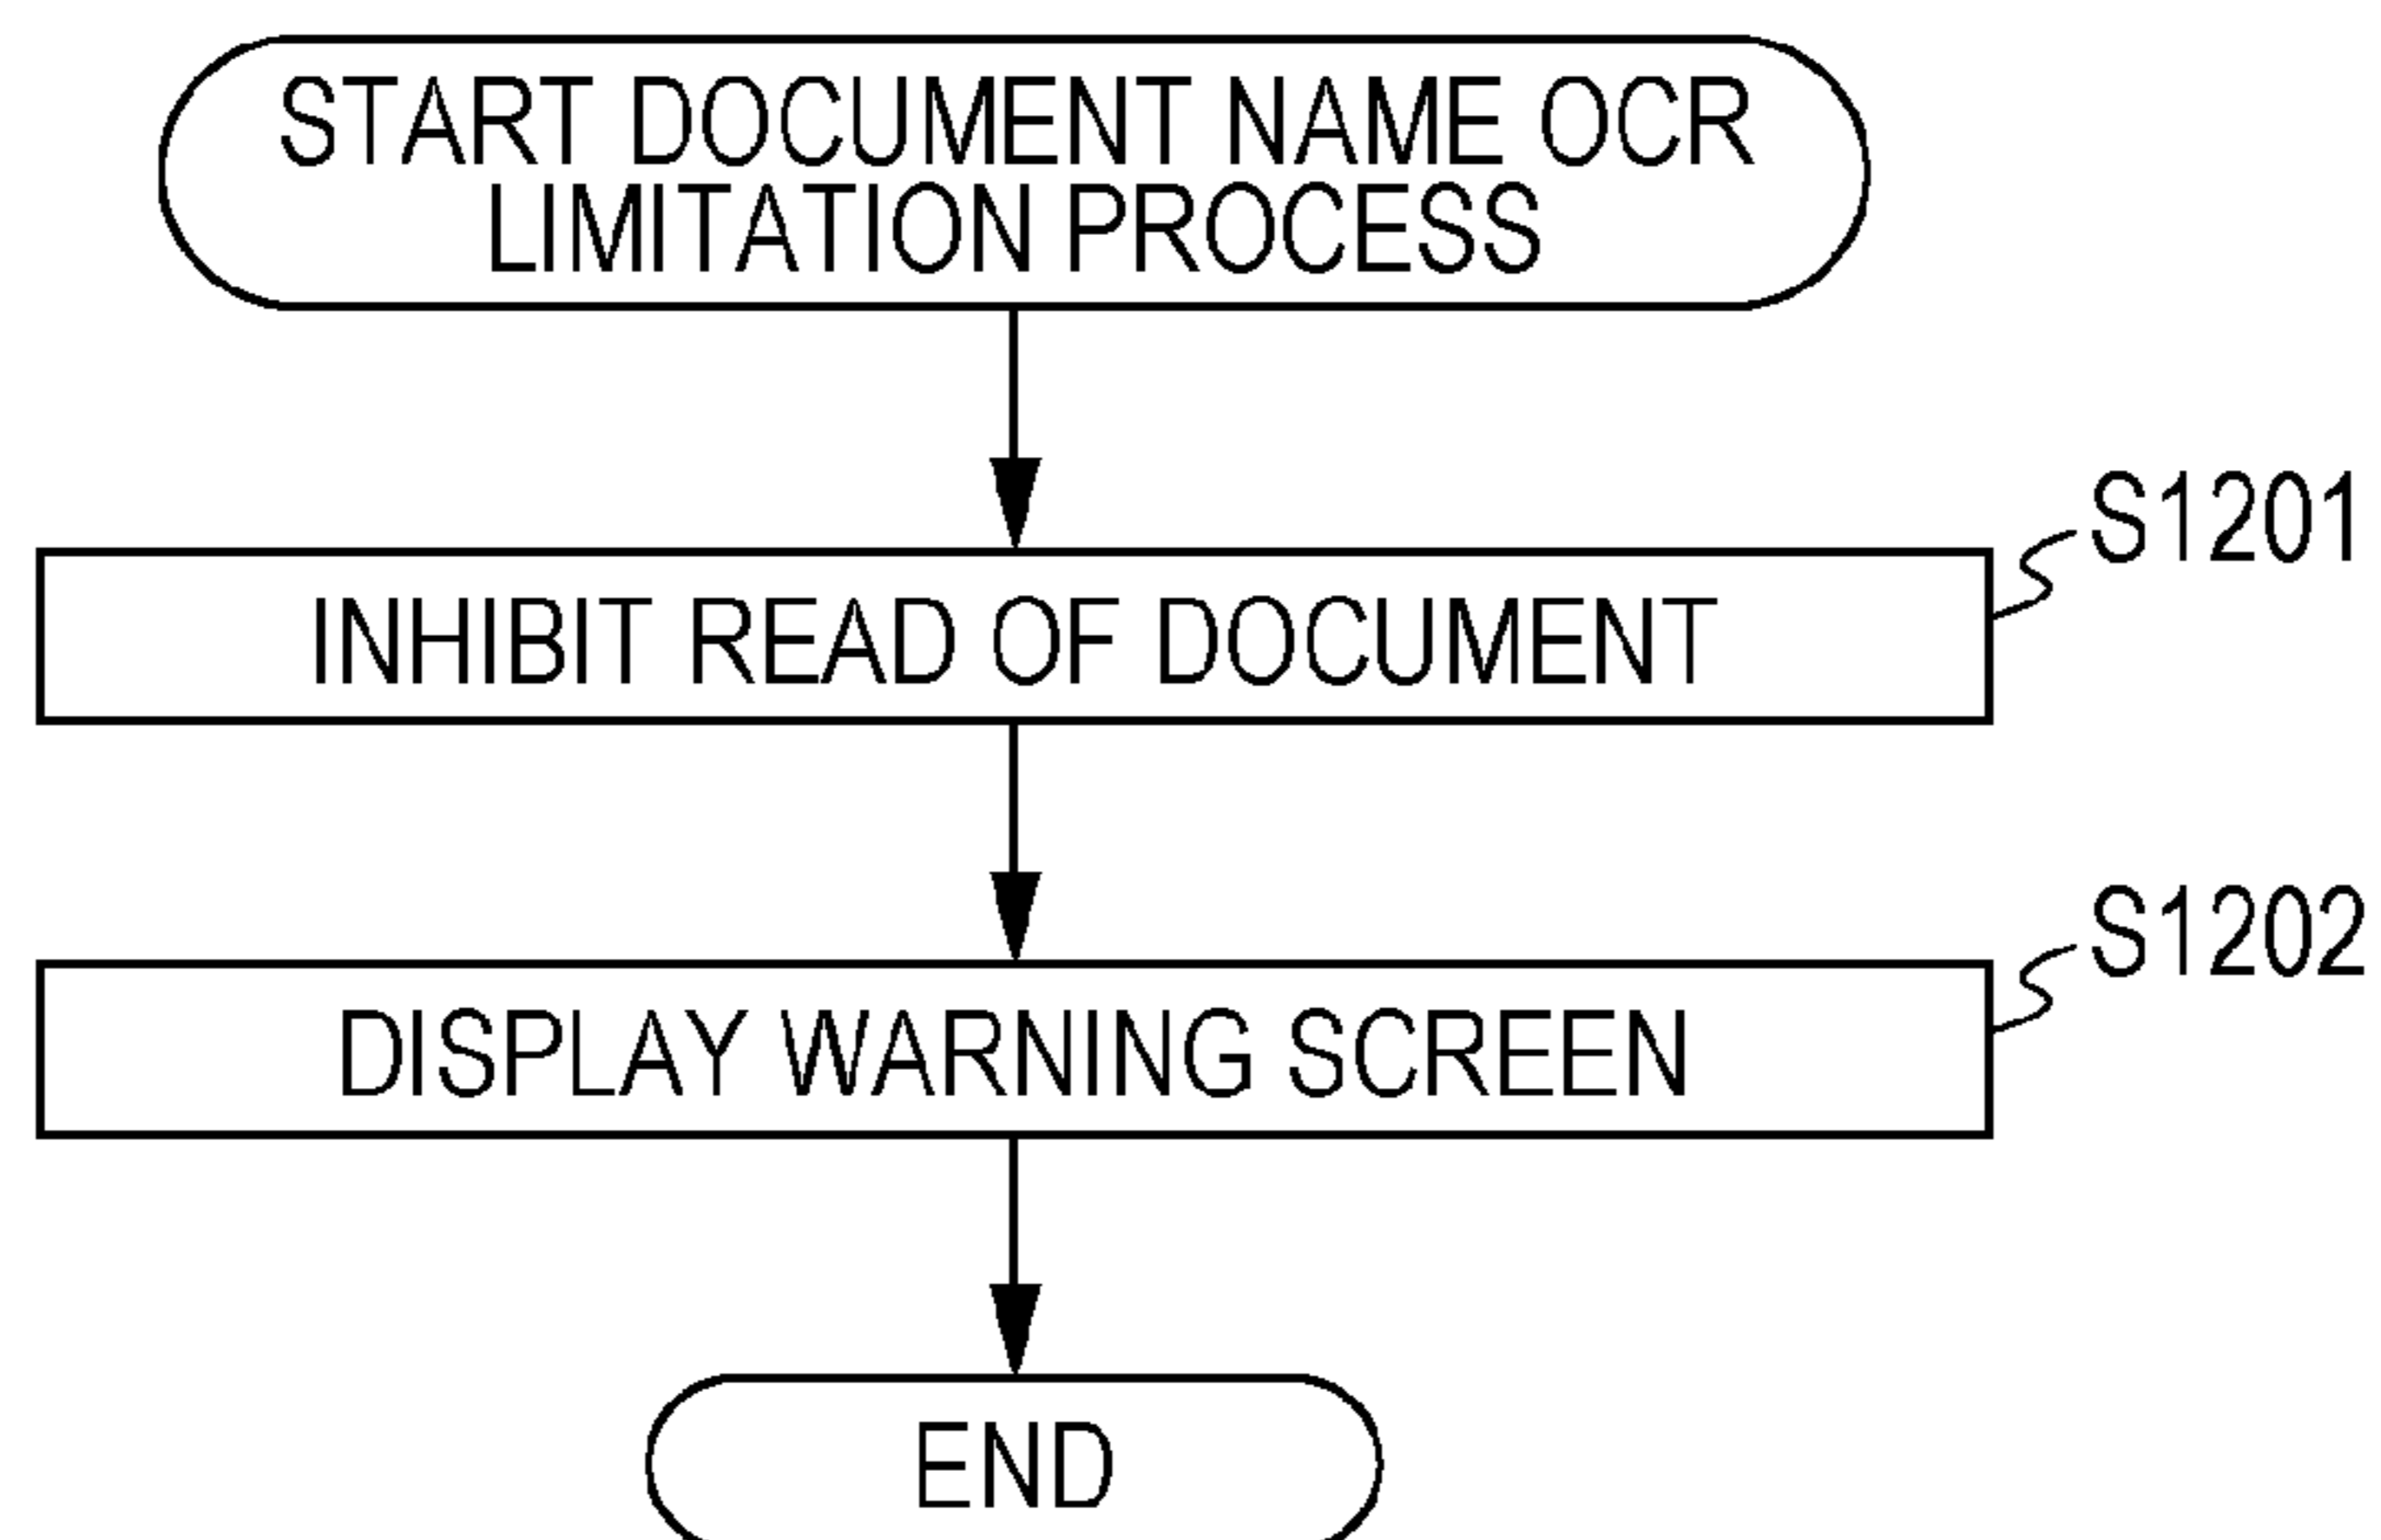 START DOCUMENT NAME OCR
LIMITATION PROCESS
S1201
INHIBIT READ OF DOCUMENT
S1202
DISPLAY WARNING SCREEN
END